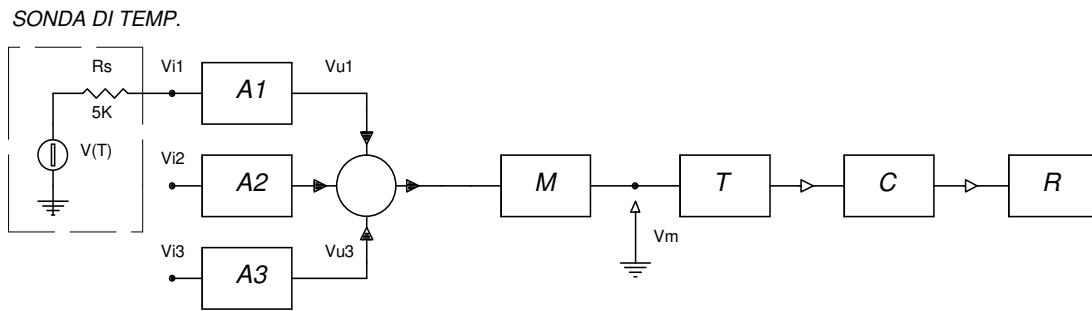 SONDA DI TEMP.
Rs
5K
V(T)
Vi1
A1
Vu1
Vi2
A2
Vi3
A3
Vu3
M
Vm
T
C
R